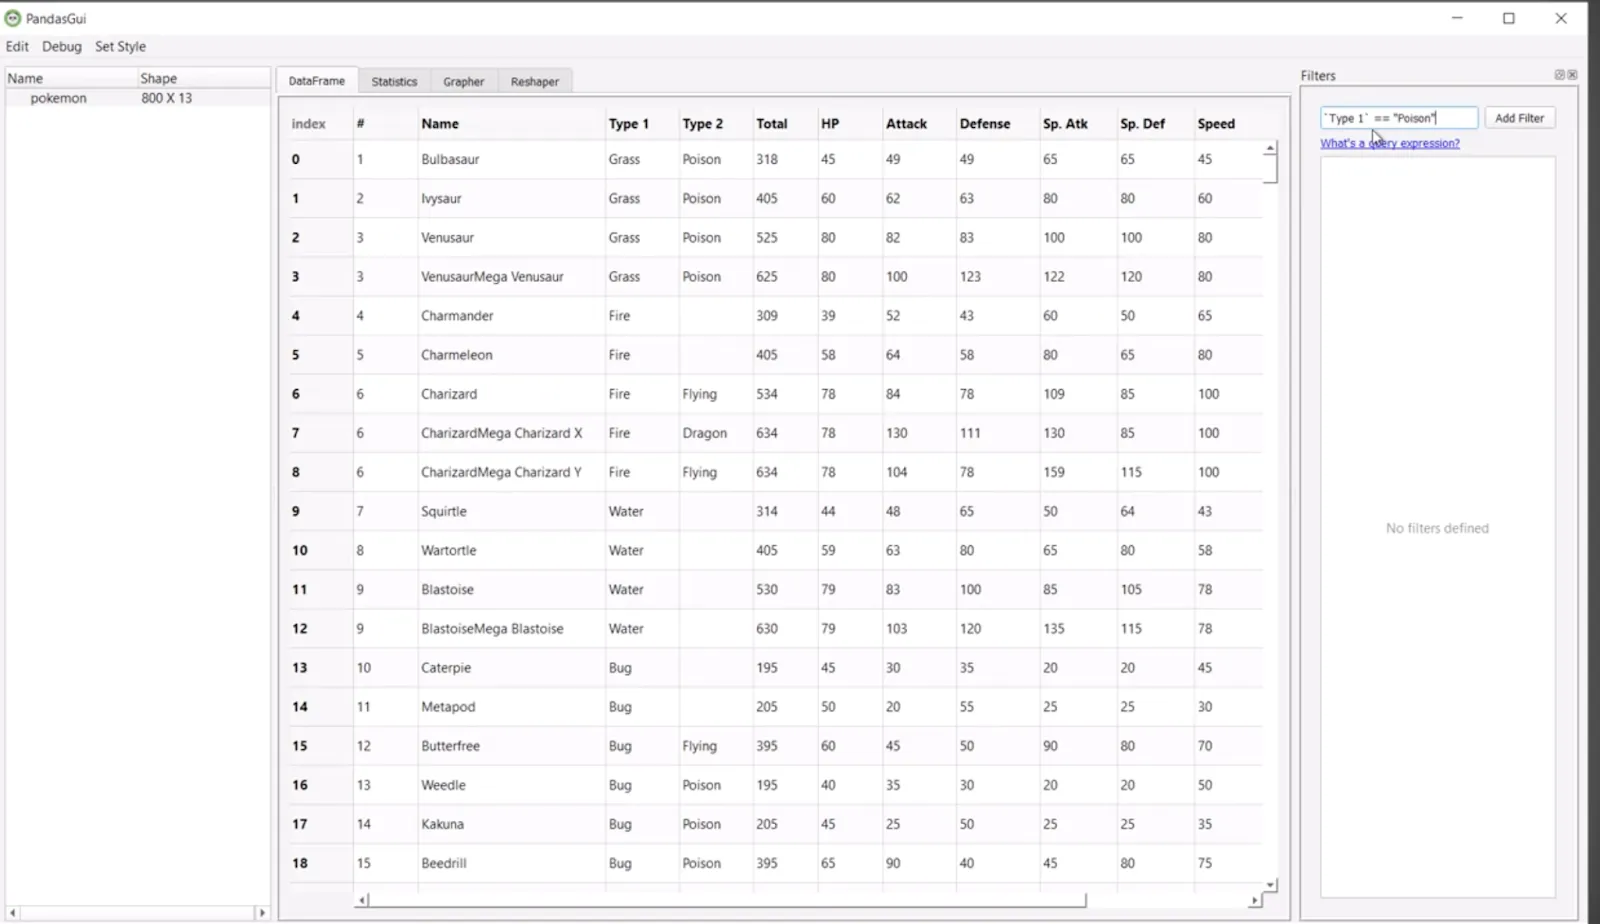 PandasGui
Edit Debug Set Style
Name Shape
pokemon 800 X 13
DataFrame Statistics Grapher Reshaper
index # Name Type 1 Type 2 Total HP Attack Defense Sp. Atk Sp. Def Speed
0 1 Bulbasaur Grass Poison 318 45 49 49 65 65 45
1 2 Ivysaur Grass Poison 405 60 62 63 80 80 60
2 3 Venusaur Grass Poison 525 80 82 83 100 100 80
3 3 VenusaurMega Venusaur Grass Poison 625 80 100 123 122 120 80
4 4 Charmander Fire 309 39 52 43 60 50 65
5 5 Charmeleon Fire 405 58 64 58 80 65 80
6 6 Charizard Fire Flying 534 78 84 78 109 85 100
7 6 CharizardMega Charizard X Fire Dragon 634 78 130 111 130 85 100
8 6 CharizardMega Charizard Y Fire Flying 634 78 104 78 159 115 100
9 7 Squirtle Water 314 44 48 65 50 64 43
10 8 Wartortle Water 405 59 63 80 65 80 58
11 9 Blastoise Water 530 79 83 100 85 105 78
12 9 BlastoiseMega Blastoise Water 630 79 103 120 135 115 78
13 10 Caterpie Bug 195 45 30 35 20 20 45
14 11 Metapod Bug 205 50 20 55 25 25 30
15 12 Butterfree Bug Flying 395 60 45 50 90 80 70
16 13 Weedle Bug Poison 195 40 35 30 20 20 50
17 14 Kakuna Bug Poison 205 45 25 50 25 25 35
18 15 Beedrill Bug Poison 395 65 90 40 45 80 75
Filters
`Type 1` == "Poison" Add Filter
What's a query expression?
No filters defined